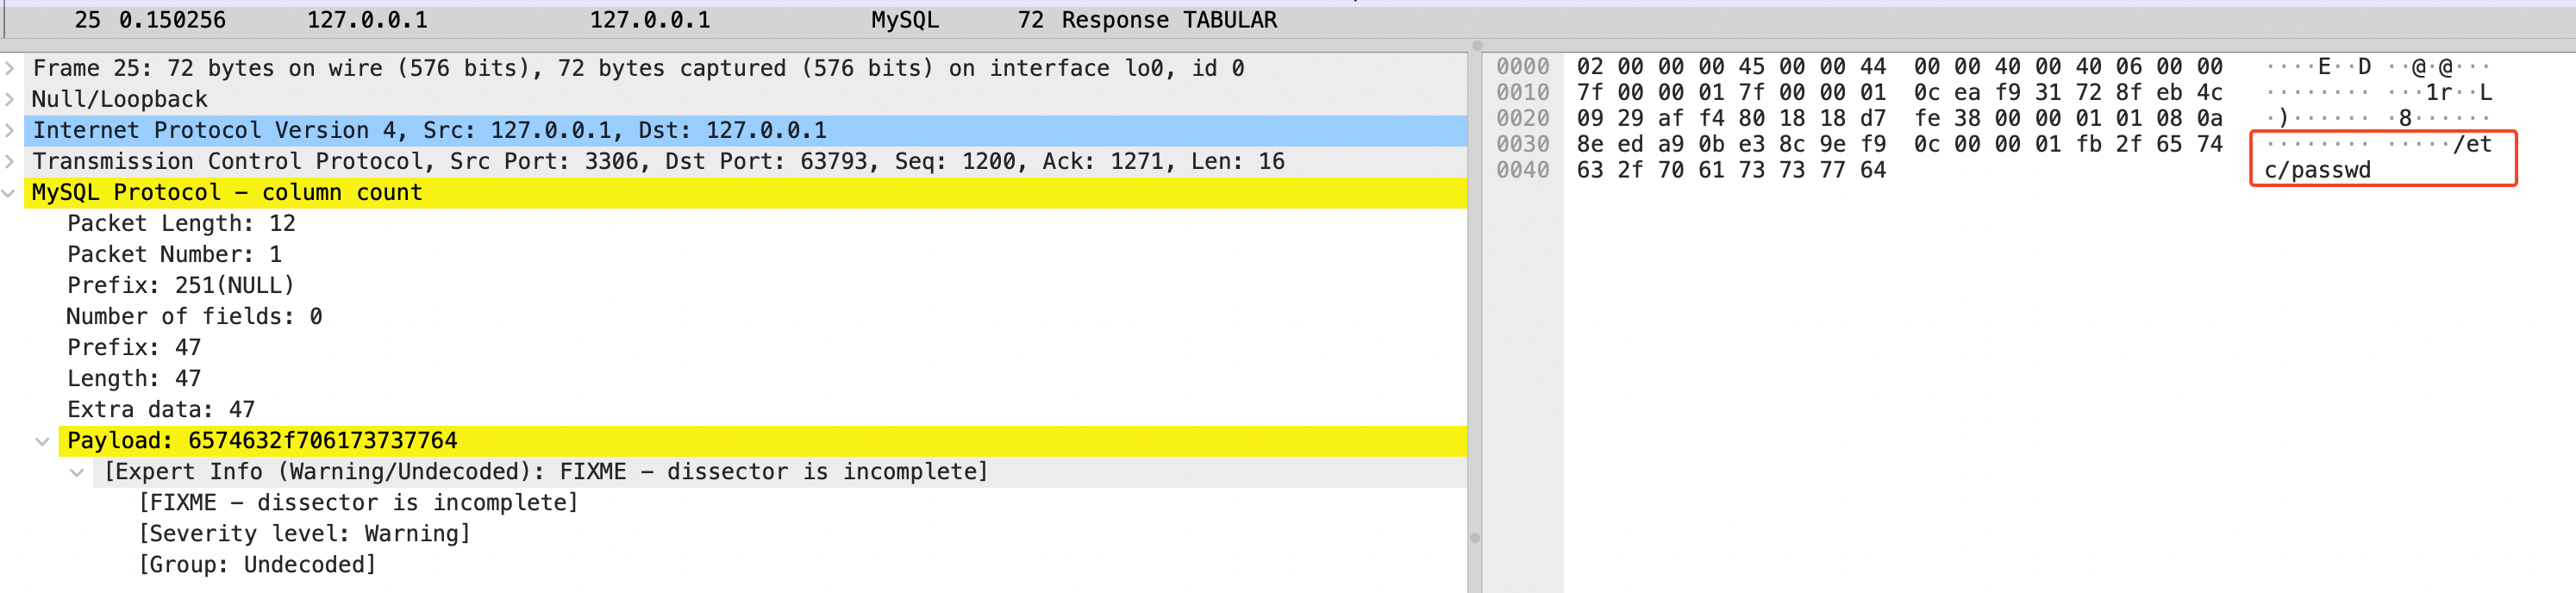 25 0.150256 127.0.0.1 127.0.0.1 MySQL 72 Response TABULAR
Frame 25: 72 bytes on wire (576 bits), 72 bytes captured (576 bits) on interface lo0, id 0
Null/Loopback
Internet Protocol Version 4, Src: 127.0.0.1, Dst: 127.0.0.1
Transmission Control Protocol, Src Port: 3306, Dst Port: 63793, Seq: 1200, Ack: 1271, Len: 16
MySQL Protocol – column count
Packet Length: 12
Packet Number: 1
Prefix: 251(NULL)
Number of fields: 0
Prefix: 47
Length: 47
Extra data: 47
Payload: 6574632f706173737764
[Expert Info (Warning/Undecoded): FIXME – dissector is incomplete]
[FIXME – dissector is incomplete]
[Severity level: Warning]
[Group: Undecoded]
0000 02 00 00 00 45 00 00 44 00 00 40 00 40 06 00 00 ····E··D ··@·@···
0010 7f 00 00 01 7f 00 00 01 0c ea f9 31 72 8f eb 4c ········ ···1r··L
0020 09 29 af f4 80 18 18 d7 fe 38 00 00 01 01 08 0a ·)······ ·8······
0030 8e ed a9 0b e3 8c 9e f9 0c 00 00 01 fb 2f 65 74 ········ ·····/et
0040 63 2f 70 61 73 73 77 64 c/passwd